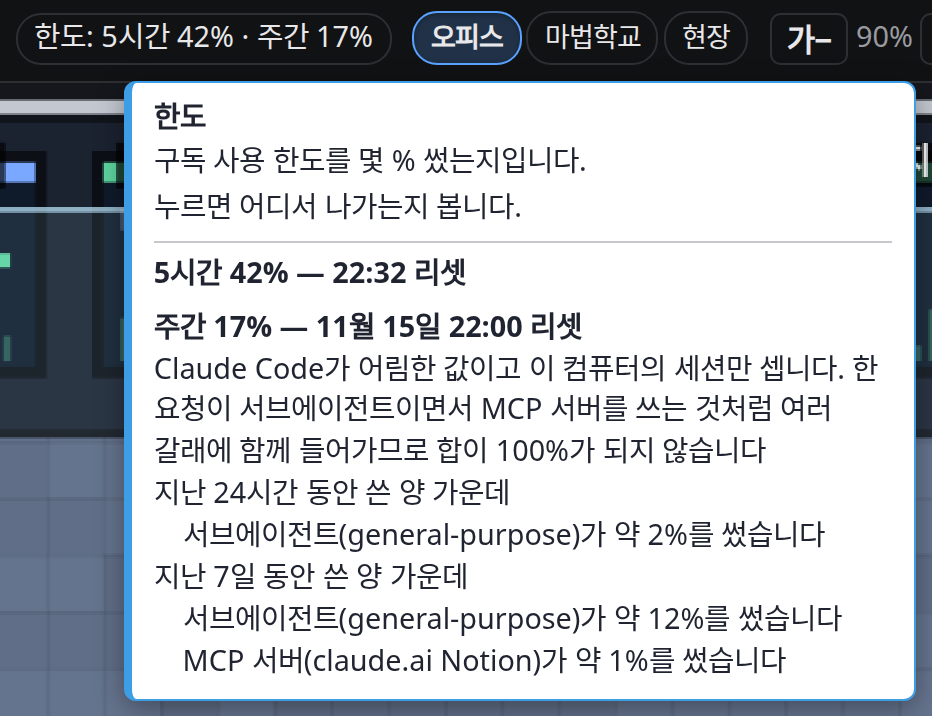 한도: 5시간 42% · 주간 17%
오피스
마법학교
현장
가−
90%
한도
구독 사용 한도를 몇 % 썼는지입니다.
누르면 어디서 나가는지 봅니다.
5시간 42% — 22:32 리셋
주간 17% — 11월 15일 22:00 리셋
Claude Code가 어림한 값이고 이 컴퓨터의 세션만 셉니다. 한
요청이 서브에이전트이면서 MCP 서버를 쓰는 것처럼 여러
갈래에 함께 들어가므로 합이 100%가 되지 않습니다
지난 24시간 동안 쓴 양 가운데
서브에이전트(general-purpose)가 약 2%를 썼습니다
지난 7일 동안 쓴 양 가운데
서브에이전트(general-purpose)가 약 12%를 썼습니다
MCP 서버(claude.ai Notion)가 약 1%를 썼습니다